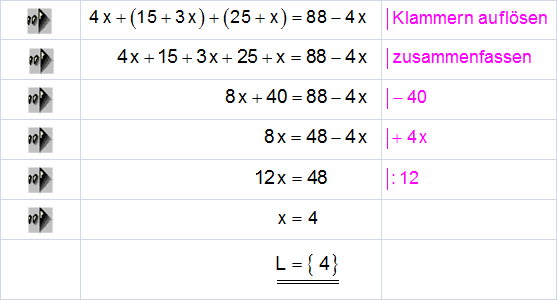 4x + (15 + 3x) + (25 + x) = 88 − 4x | Klammern auflösen
4x + 15 + 3x + 25 + x = 88 − 4x | zusammenfassen
8x + 40 = 88 − 4x | − 40
8x = 48 − 4x | + 4x
12x = 48 | : 12
x = 4
L = { 4 }